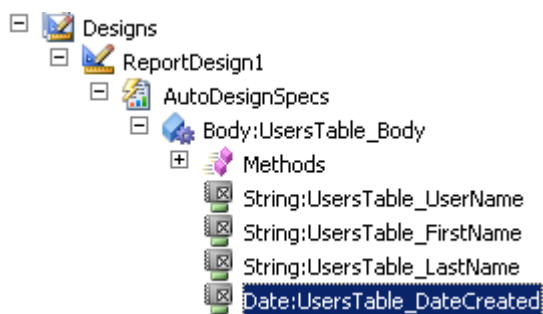 Designs
ReportDesign1
AutoDesignSpecs
Body:UsersTable_Body
Methods
String:UsersTable_UserName
String:UsersTable_FirstName
String:UsersTable_LastName
Date:UsersTable_DateCreated